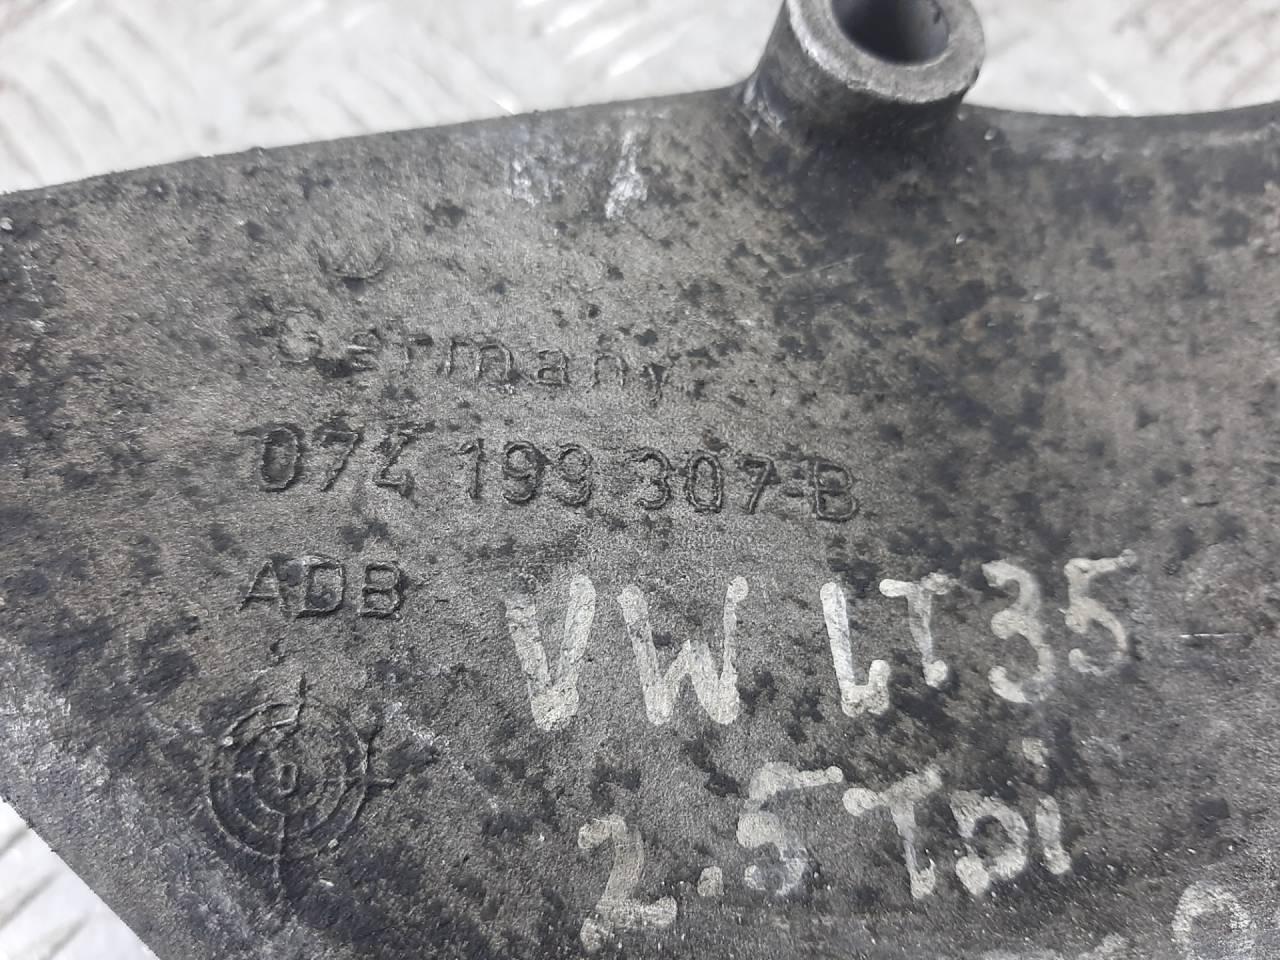 Germany
074 199 307 B
ADB
VW LT35
2.5 TDi